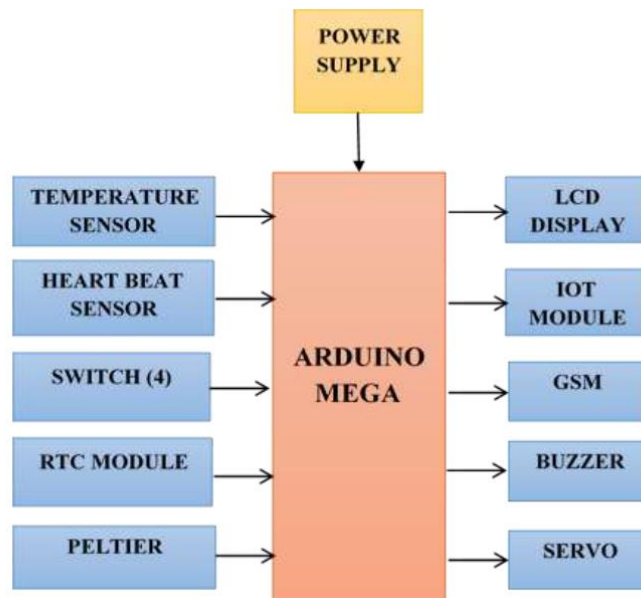 POWER
SUPPLY
TEMPERATURE
SENSOR
HEART BEAT
SENSOR
SWITCH (4)
RTC MODULE
PELTIER
ARDUINO
MEGA
LCD
DISPLAY
IOT
MODULE
GSM
BUZZER
SERVO